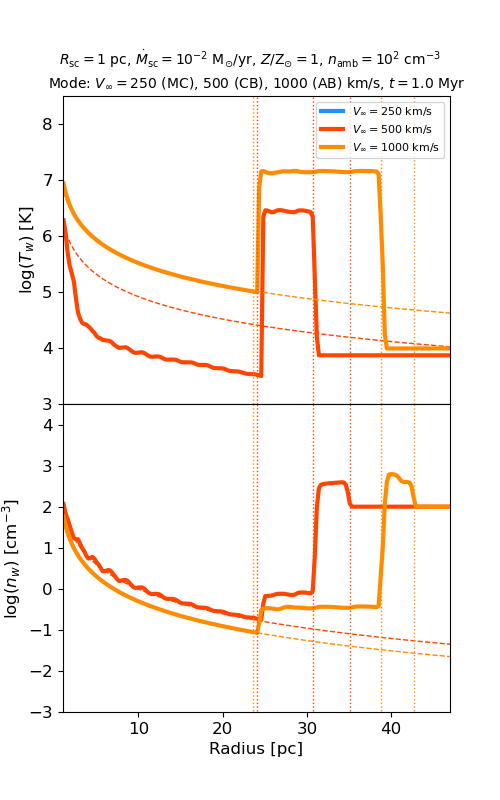 R_sc = 1 pc, Ṁ_sc = 10⁻² M_⊙/yr, Z/Z_⊙ = 1, n_amb = 10² cm⁻³
Mode: V_∞ = 250 (MC), 500 (CB), 1000 (AB) km/s, t = 1.0 Myr
V_∞ = 250 km/s
V_∞ = 500 km/s
V_∞ = 1000 km/s
log(T_w) [K]
8
7
6
5
4
3
log(n_w) [cm⁻³]
4
3
2
1
0
−1
−2
−3
10
20
30
40
Radius [pc]